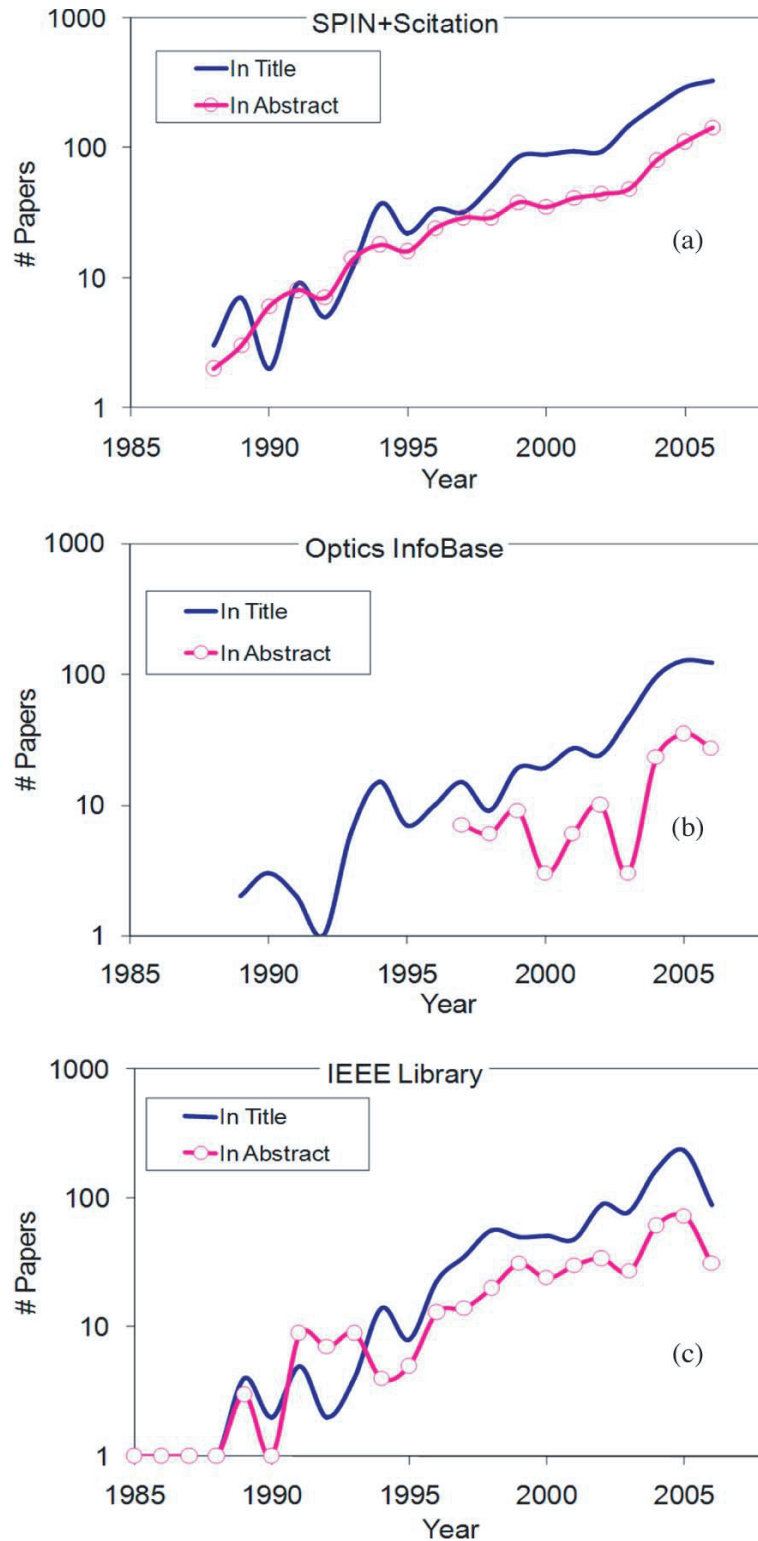 SPIN+Scitation
1000
100
10
1
In Title
In Abstract
(a)
# Papers
1985 1990 1995 2000 2005
Year
Optics InfoBase
1000
100
10
1
In Title
In Abstract
(b)
# Papers
1985 1990 1995 2000 2005
Year
IEEE Library
1000
100
10
1
In Title
In Abstract
(c)
# Papers
1985 1990 1995 2000 2005
Year